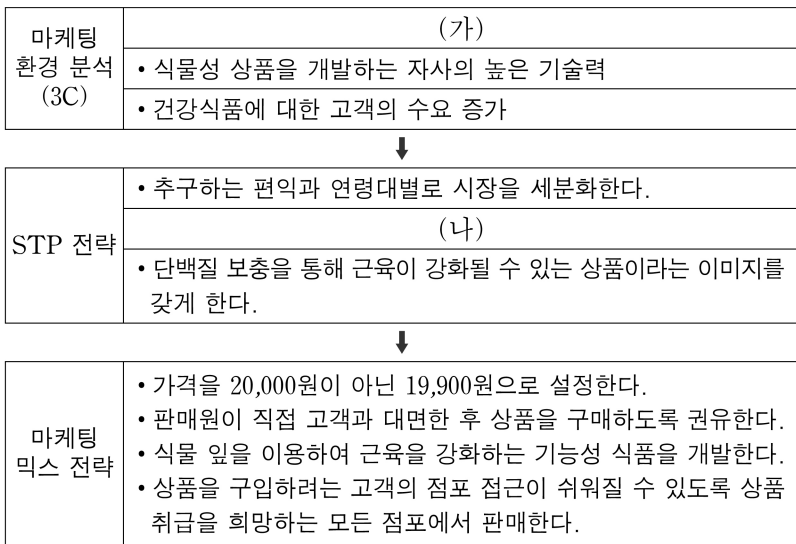 마케팅
환경 분석
(3C)
(가)
• 식물성 상품을 개발하는 자사의 높은 기술력
• 건강식품에 대한 고객의 수요 증가
STP 전략
• 추구하는 편익과 연령대별로 시장을 세분화한다.
(나)
• 단백질 보충을 통해 근육이 강화될 수 있는 상품이라는 이미지를
갖게 한다.
마케팅
믹스 전략
• 가격을 20,000원이 아닌 19,900원으로 설정한다.
• 판매원이 직접 고객과 대면한 후 상품을 구매하도록 권유한다.
• 식물 잎을 이용하여 근육을 강화하는 기능성 식품을 개발한다.
• 상품을 구입하려는 고객의 점포 접근이 쉬워질 수 있도록 상품
취급을 희망하는 모든 점포에서 판매한다.